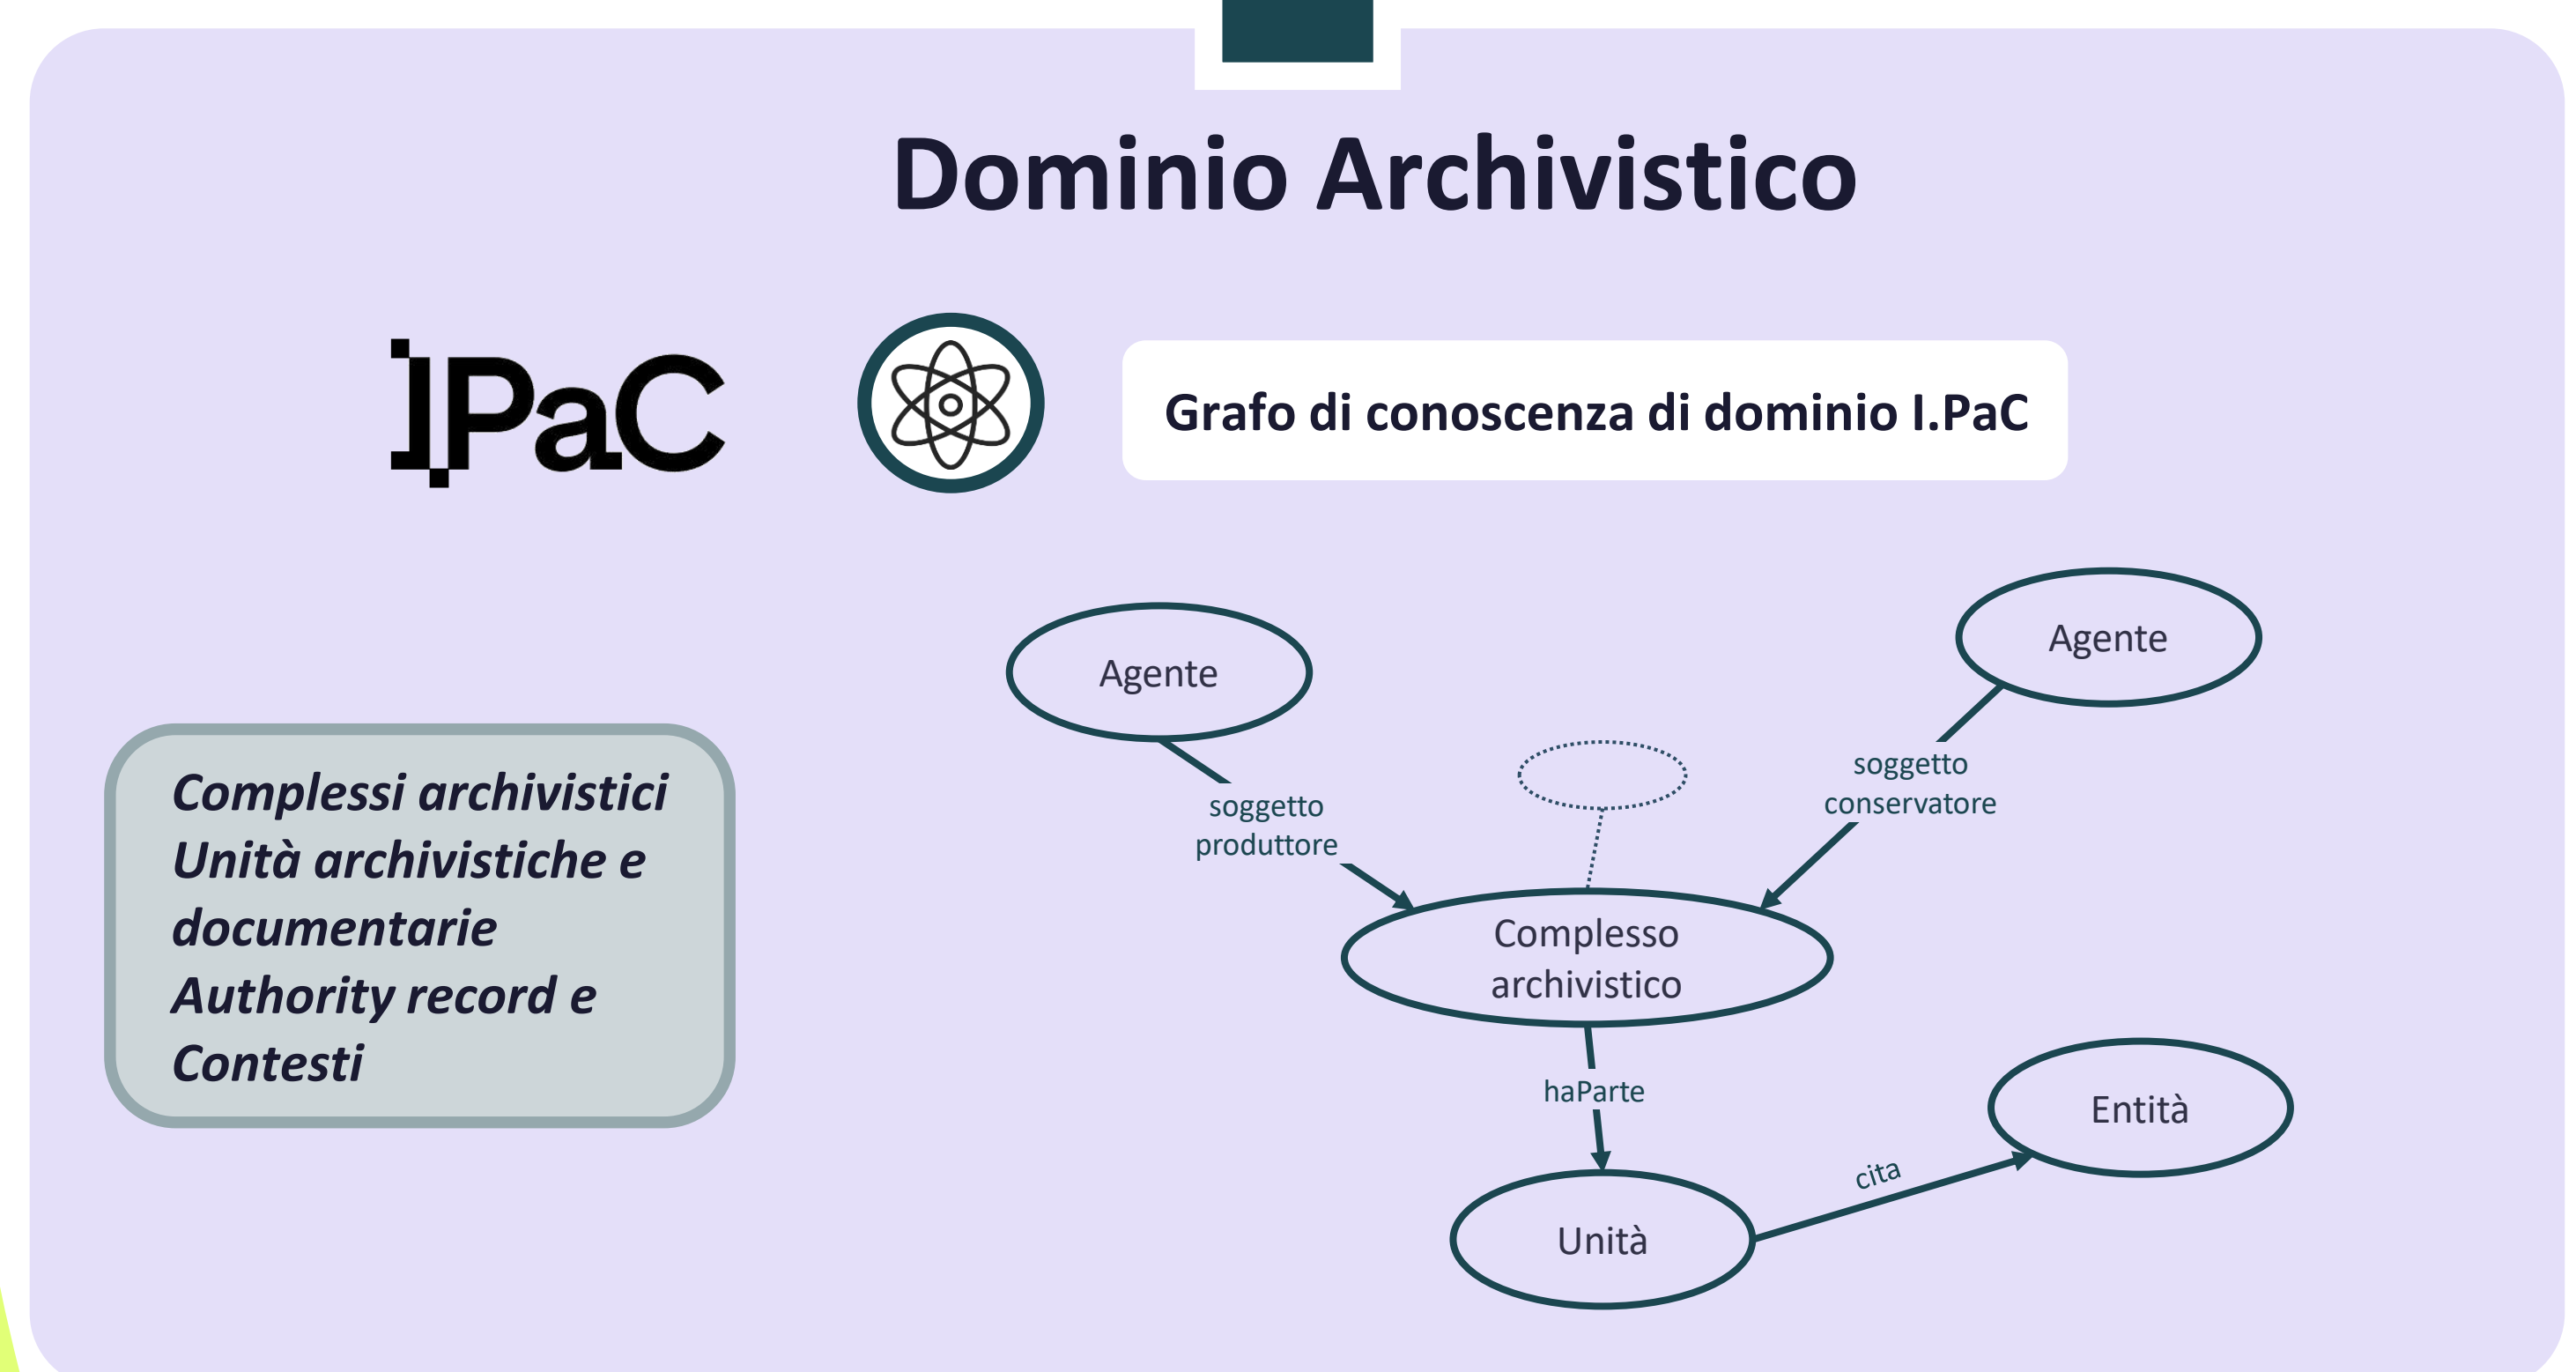 Dominio Archivistico
I.PaC
Grafo di conoscenza di dominio I.PaC
Agente
Agente
soggetto
conservatore
soggetto
produttore
Complessi archivistici
Unità archivistiche e
documentarie
Authority record e
Contesti
Complesso
archivistico
haParte
Entità
cita
Unità